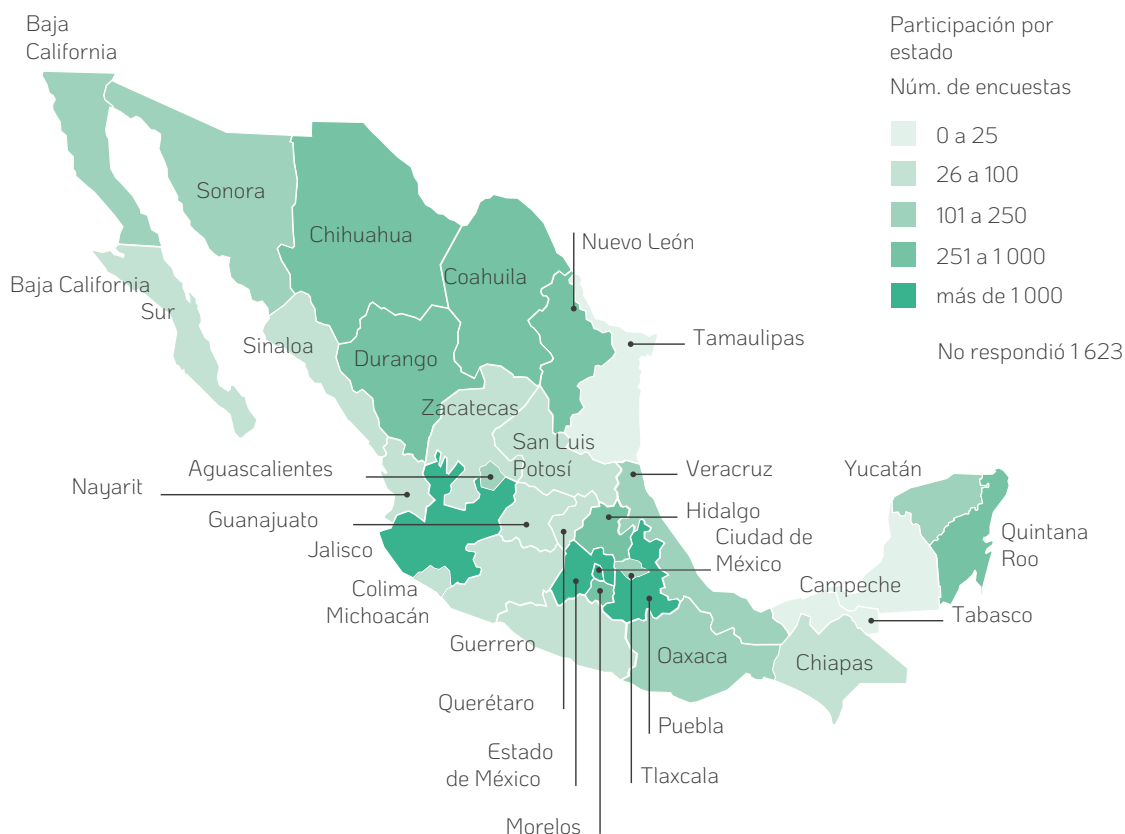 Baja
California
Participación por
estado
Núm. de encuestas
0 a 25
26 a 100
101 a 250
251 a 1 000
más de 1 000
No respondió 1 623
Sonora
Chihuahua
Nuevo León
Coahuila
Baja California
Sur
Sinaloa
Durango
Tamaulipas
Zacatecas
San Luis
Potosí
Aguascalientes
Veracruz
Yucatán
Nayarit
Guanajuato
Hidalgo
Ciudad de
México
Quintana
Roo
Jalisco
Colima
Michoacán
Campeche
Tabasco
Guerrero
Oaxaca
Chiapas
Querétaro
Puebla
Estado
de México
Tlaxcala
Morelos